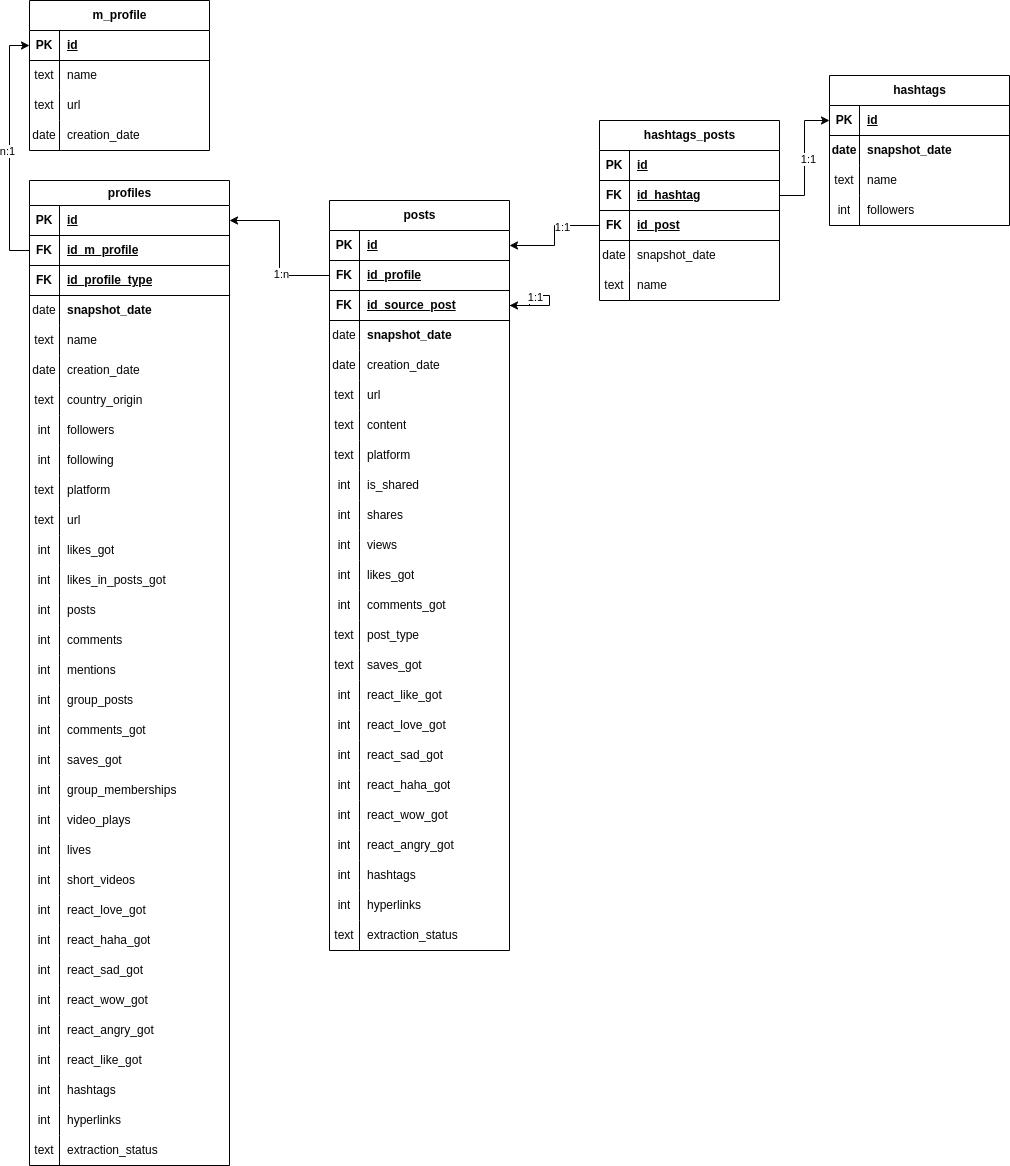 m_profile
PK id
text name
text url
date creation_date
n:1
profiles
PK id
FK id_m_profile
FK id_profile_type
date snapshot_date
text name
date creation_date
text country_origin
int followers
int following
text platform
text url
int likes_got
int likes_in_posts_got
int posts
int comments
int mentions
int group_posts
int comments_got
int saves_got
int group_memberships
int video_plays
int lives
int short_videos
int react_love_got
int react_haha_got
int react_sad_got
int react_wow_got
int react_angry_got
int react_like_got
int hashtags
int hyperlinks
text extraction_status
1:n
posts
PK id
FK id_profile
FK id_source_post
date snapshot_date
date creation_date
text url
text content
text platform
int is_shared
int shares
int views
int likes_got
int comments_got
text post_type
text saves_got
int react_like_got
int react_love_got
int react_sad_got
int react_haha_got
int react_wow_got
int react_angry_got
int hashtags
int hyperlinks
text extraction_status
1:1
1:1
hashtags_posts
PK id
FK id_hashtag
FK id_post
date snapshot_date
text name
1:1
hashtags
PK id
date snapshot_date
text name
int followers